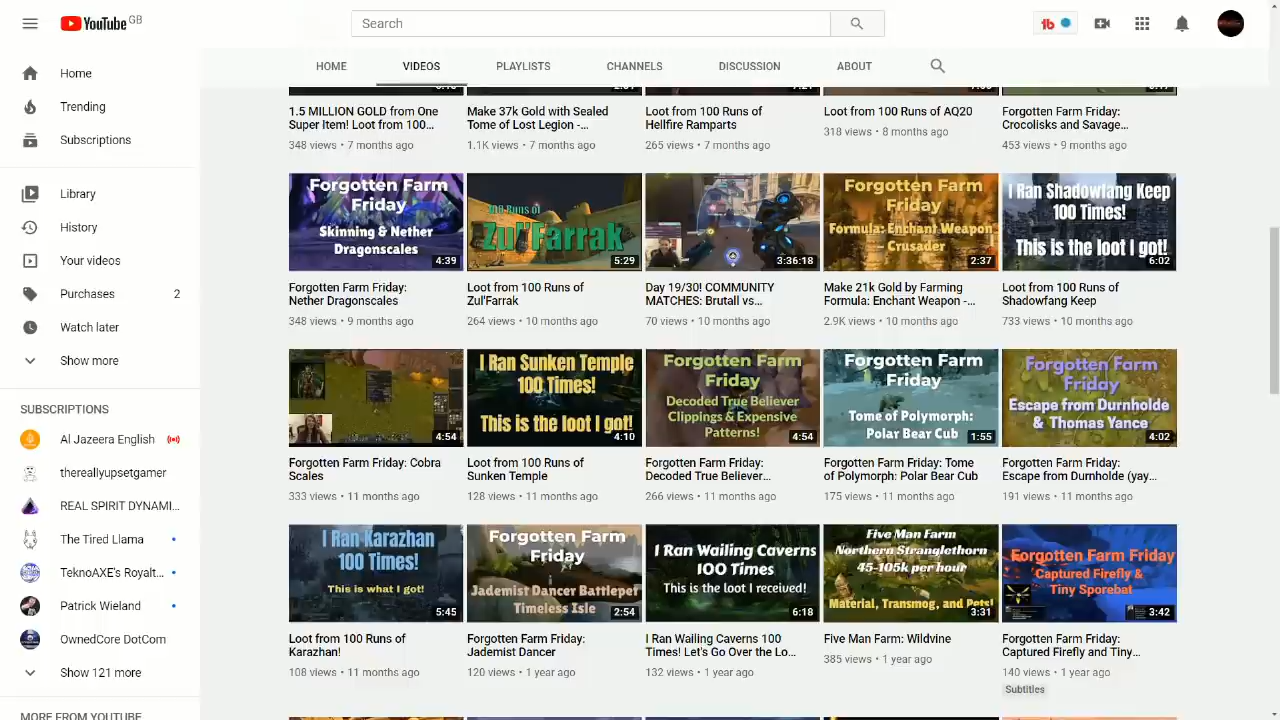 YouTube GB
Search
Home
Trending
Subscriptions
Library
History
Your videos
Purchases 2
Watch later
Show more
SUBSCRIPTIONS
Al Jazeera English
thereallyupsetgamer
REAL SPIRIT DYNAMI...
The Tired Llama
TeknoAXE's Royalt...
Patrick Wieland
OwnedCore DotCom
Show 121 more
MORE FROM YOUTUBE
HOME VIDEOS PLAYLISTS CHANNELS DISCUSSION ABOUT
1.5 MILLION GOLD from One
Super Item! Loot from 100...
348 views • 7 months ago
Make 37k Gold with Sealed
Tome of Lost Legion -...
1.1K views • 7 months ago
Loot from 100 Runs of
Hellfire Ramparts
265 views • 7 months ago
Loot from 100 Runs of AQ20
318 views • 8 months ago
Forgotten Farm Friday:
Crocolisks and Savage...
453 views • 9 months ago
Forgotten Farm
Friday
Skinning & Nether
Dragonscales
4:39
Forgotten Farm Friday:
Nether Dragonscales
348 views • 9 months ago
Runs of
Zul'Farrak
5:29
Loot from 100 Runs of
Zul'Farrak
264 views • 10 months ago
3:36:18
Day 19/30! COMMUNITY
MATCHES: Brutall vs...
70 views • 10 months ago
Forgotten Farm
Friday
Formula: Enchant Weapon
- Crusader
2:37
Make 21k Gold by Farming
Formula: Enchant Weapon -...
2.9K views • 10 months ago
I Ran Shadowfang Keep
100 Times!
This is the loot I got!
6:02
Loot from 100 Runs of
Shadowfang Keep
733 views • 10 months ago
4:54
Forgotten Farm Friday: Cobra
Scales
333 views • 11 months ago
I Ran Sunken Temple
100 Times!
This is the loot I got!
4:10
Loot from 100 Runs of
Sunken Temple
128 views • 11 months ago
Forgotten Farm
Friday
Decoded True Believer
Clippings & Expensive
Patterns!
4:54
Forgotten Farm Friday:
Decoded True Believer...
266 views • 11 months ago
Forgotten Farm
Friday
Tome of Polymorph:
Polar Bear Cub
1:55
Forgotten Farm Friday: Tome
of Polymorph: Polar Bear Cub
175 views • 11 months ago
Forgotten Farm
Friday
Escape from Durnholde
& Thomas Yance
4:02
Forgotten Farm Friday:
Escape from Durnholde (yay...
191 views • 11 months ago
I Ran Karazhan
100 Times!
This is what I got!
5:45
Loot from 100 Runs of
Karazhan!
108 views • 11 months ago
Forgotten Farm
Friday
Jademist Dancer Battlepet
Timeless Isle
2:54
Forgotten Farm Friday:
Jademist Dancer
120 views • 1 year ago
I Ran Wailing Caverns
100 Times
This is the loot I received!
6:18
I Ran Wailing Caverns 100
Times! Let's Go Over the Lo...
132 views • 1 year ago
Five Man Farm
Northern Stranglethorn
45-105k per hour
Material, Transmog, and Pets!
3:31
Five Man Farm: Wildvine
385 views • 1 year ago
Forgotten Farm Friday
Captured Firefly &
Tiny Sporebat
3:42
Forgotten Farm Friday:
Captured Firefly and Tiny...
140 views • 1 year ago
Subtitles